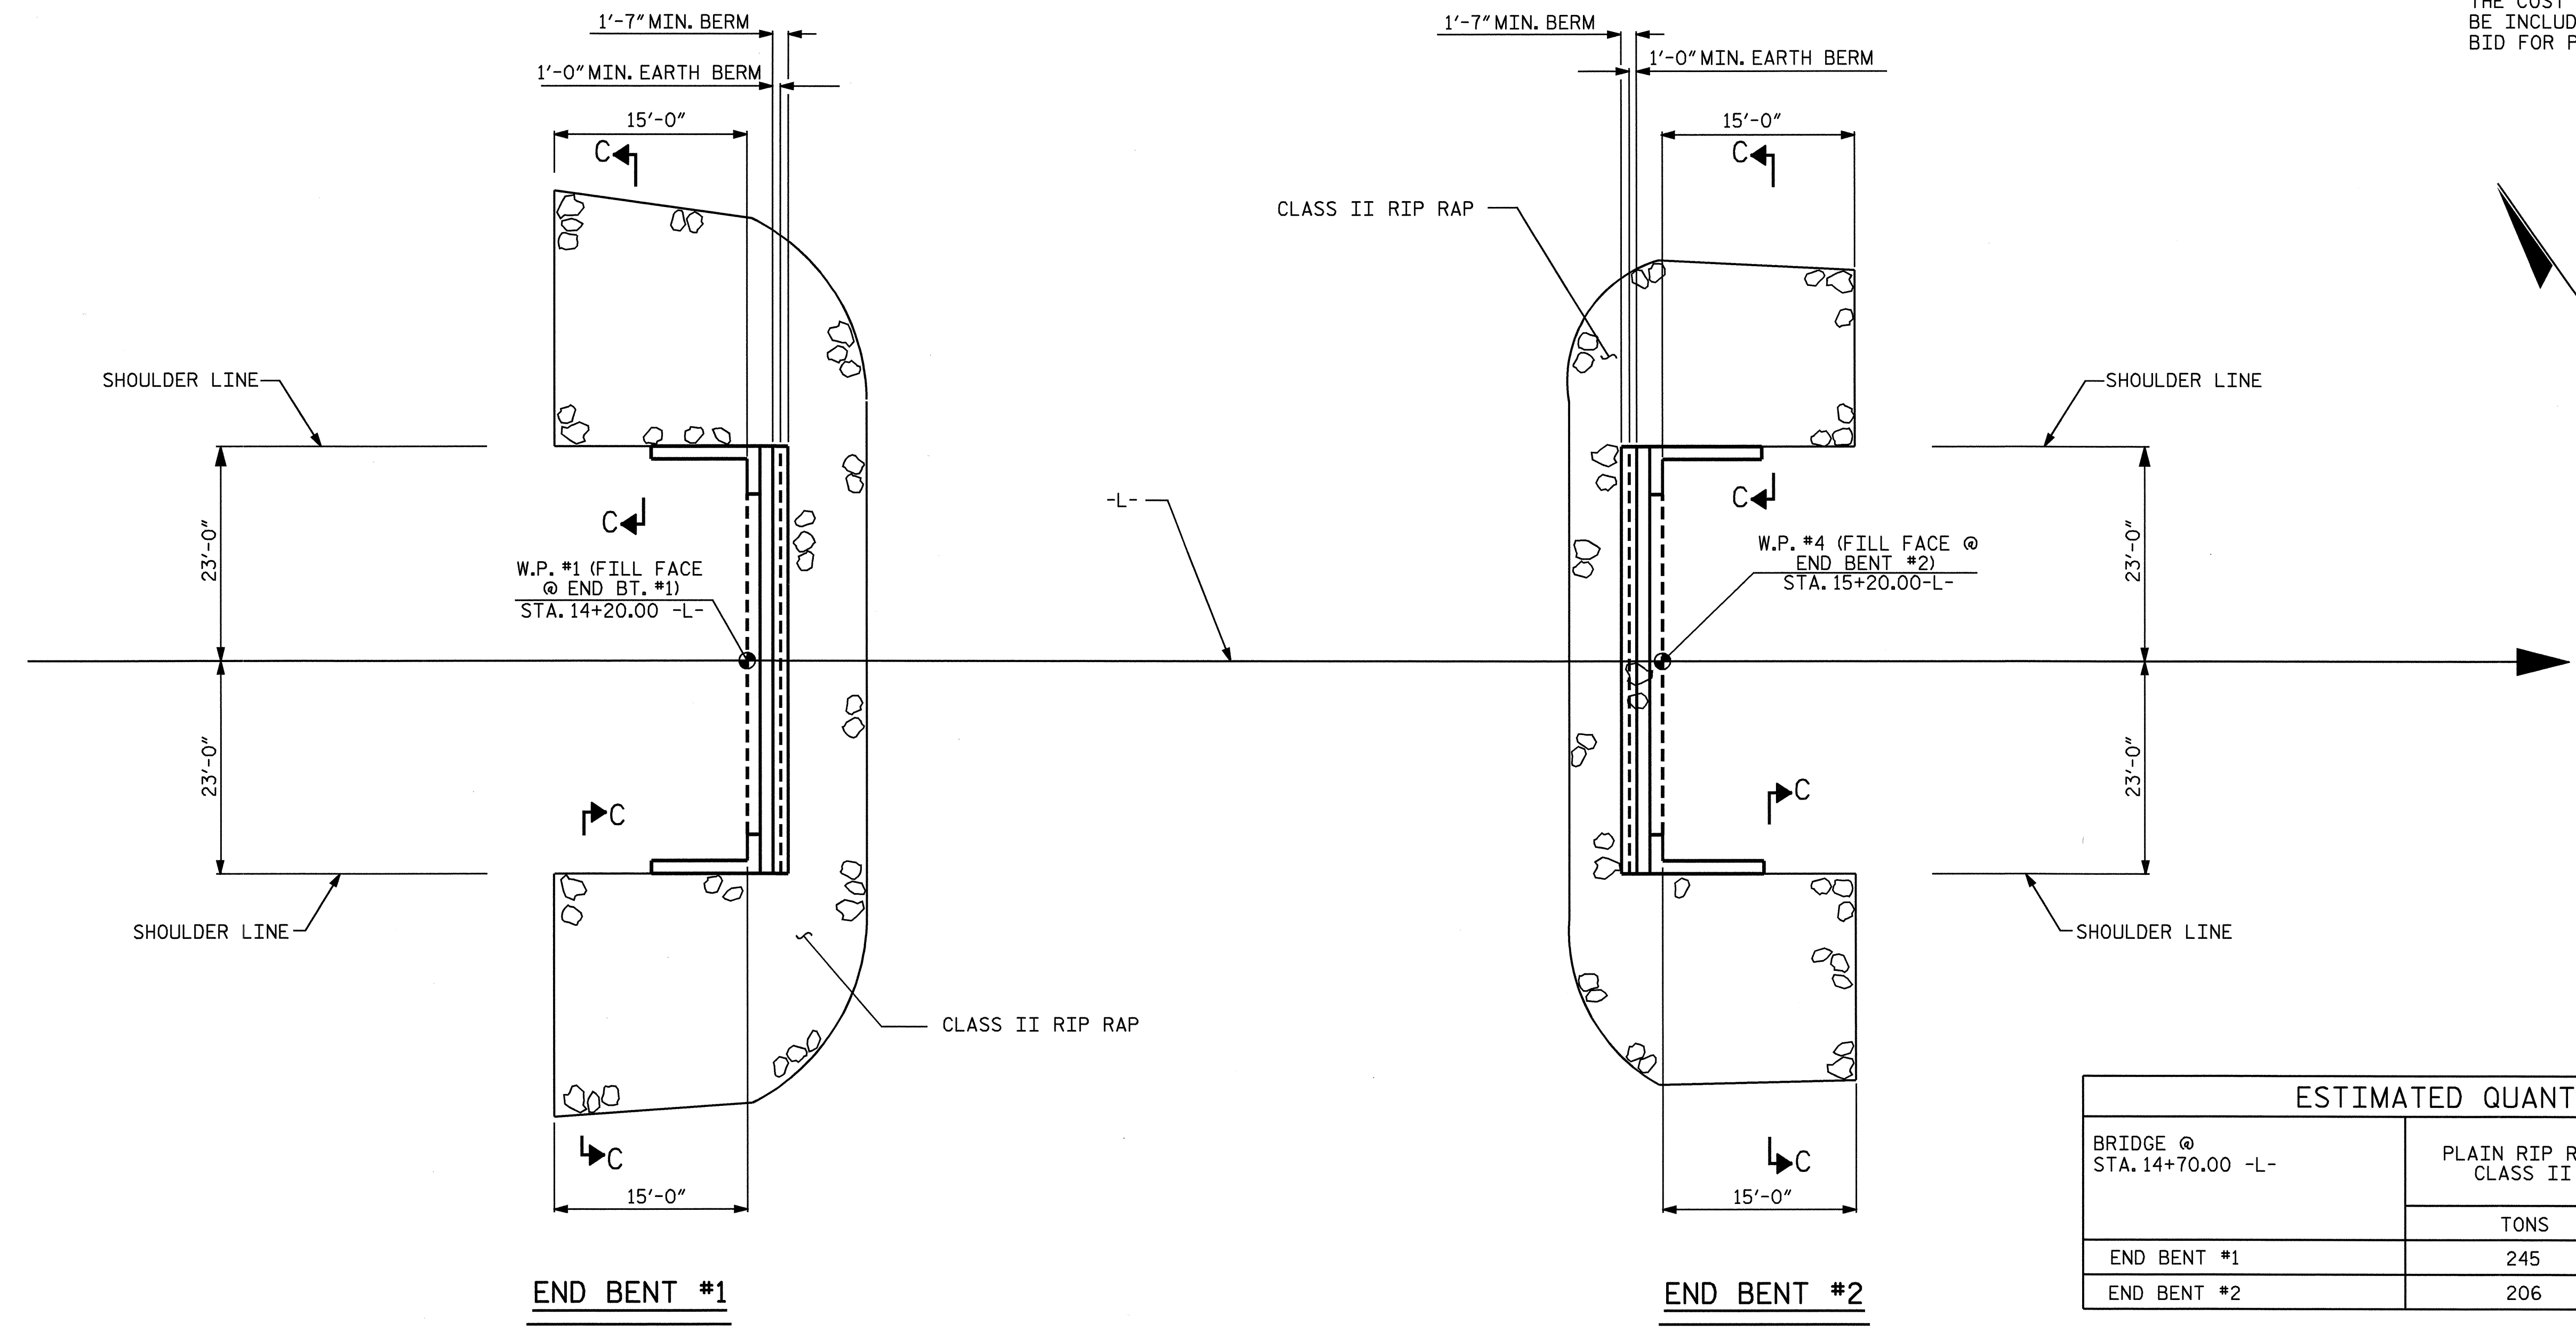 THE COST
BE INCLUD
BID FOR P
1'-7" MIN. BERM
1'-0" MIN. EARTH BERM
15'-0"
C
1'-7" MIN. BERM
1'-0" MIN. EARTH BERM
15'-0"
C
CLASS II RIP RAP
SHOULDER LINE
SHOULDER LINE
C
C
-L-
23'-0"
23'-0"
W.P. #1 (FILL FACE
@ END BT. #1)
STA. 14+20.00 -L-
W.P. #4 (FILL FACE @
END BENT #2)
STA. 15+20.00-L-
23'-0"
23'-0"
C
C
SHOULDER LINE
SHOULDER LINE
CLASS II RIP RAP
C
C
15'-0"
15'-0"
END BENT #1
END BENT #2
ESTIMATED QUANT
BRIDGE @
STA. 14+70.00 -L-
PLAIN RIP R
CLASS II
TONS
END BENT #1 245
END BENT #2 206